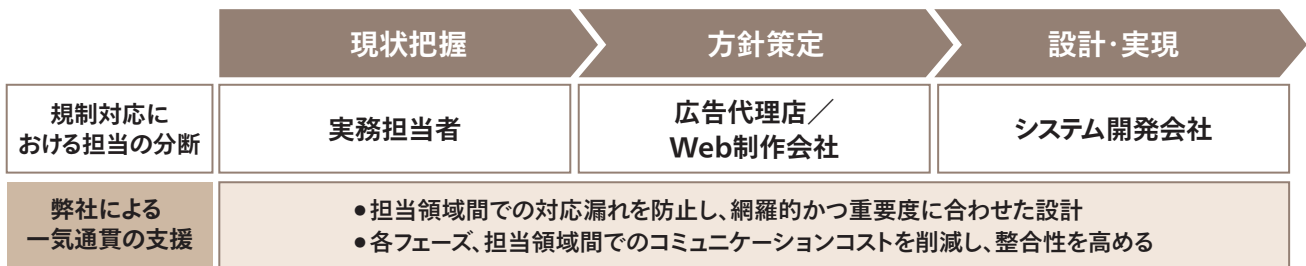 現状把握
方針策定
設計・実現
規制対応に
おける担当の分断
実務担当者
広告代理店／
Web制作会社
システム開発会社
弊社による
一気通貫の支援
●担当領域間での対応漏れを防止し、網羅的かつ重要度に合わせた設計
●各フェーズ、担当領域間でのコミュニケーションコストを削減し、整合性を高める